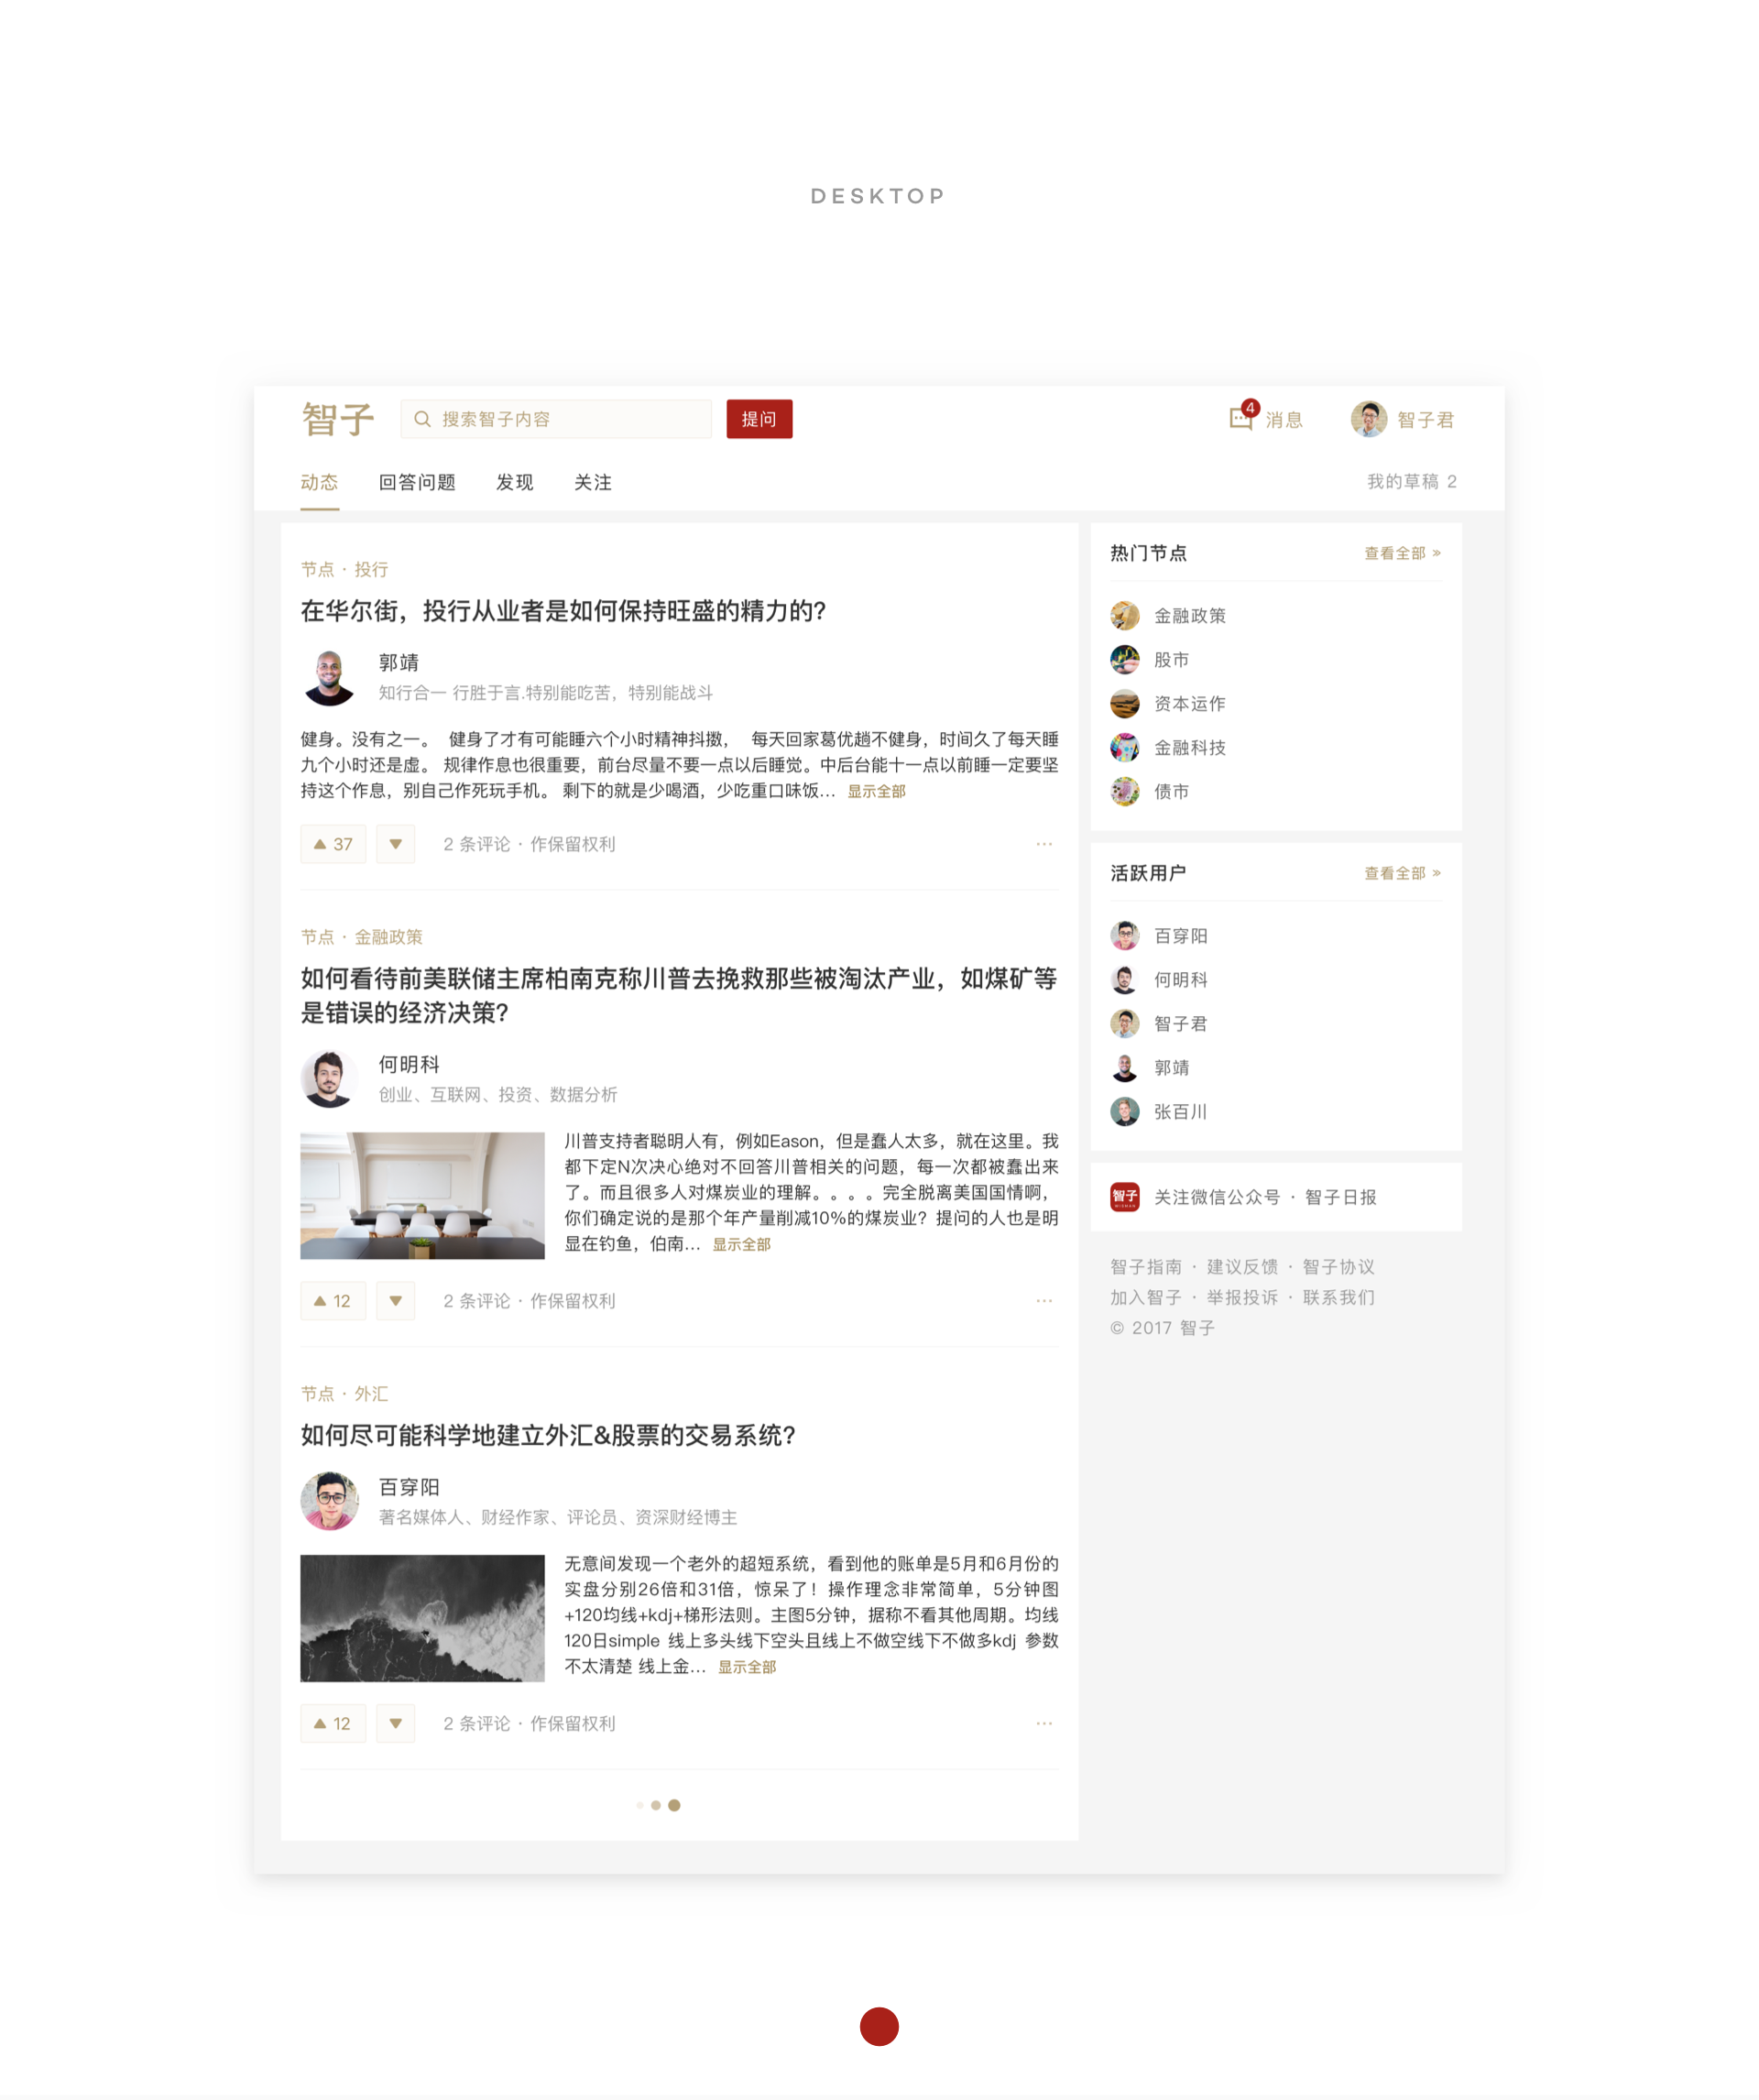 DESKTOP
智子
搜索智子内容
提问
4
消息
智子君
动态
回答问题
发现
关注
我的草稿 2
节点 · 投行
在华尔街，投行从业者是如何保持旺盛的精力的?
郭靖
知行合一 行胜于言.特别能吃苦，特别能战斗
健身。没有之一。 健身了才有可能睡六个小时精神抖擞， 每天回家葛优趟不健身，时间久了每天睡
九个小时还是虚。 规律作息也很重要，前台尽量不要一点以后睡觉。中后台能十一点以前睡一定要坚
持这个作息，别自己作死玩手机。 剩下的就是少喝酒，少吃重口味饭... 显示全部
37
2 条评论 · 作保留权利
节点 · 金融政策
如何看待前美联储主席柏南克称川普去挽救那些被淘汰产业，如煤矿等
是错误的经济决策?
何明科
创业、互联网、投资、数据分析
川普支持者聪明人有，例如Eason，但是蠢人太多，就在这里。我
都下定N次决心绝对不回答川普相关的问题，每一次都被蠢出来
了。而且很多人对煤炭业的理解。。。。完全脱离美国国情啊，
你们确定说的是那个年产量削减10%的煤炭业？提问的人也是明
显在钓鱼，伯南... 显示全部
12
2 条评论 · 作保留权利
节点 · 外汇
如何尽可能科学地建立外汇&股票的交易系统?
百穿阳
著名媒体人、财经作家、评论员、资深财经博主
无意间发现一个老外的超短系统，看到他的账单是5月和6月份的
实盘分别26倍和31倍，惊呆了！操作理念非常简单，5分钟图
+120均线+kdj+梯形法则。主图5分钟，据称不看其他周期。均线
120日simple 线上多头线下空头且线上不做空线下不做多kdj 参数
不太清楚 线上金... 显示全部
12
2 条评论 · 作保留权利
热门节点
查看全部 »
金融政策
股市
资本运作
金融科技
债市
活跃用户
查看全部 »
百穿阳
何明科
智子君
郭靖
张百川
智子
关注微信公众号 · 智子日报
智子指南 · 建议反馈 · 智子协议
加入智子 · 举报投诉 · 联系我们
© 2017 智子